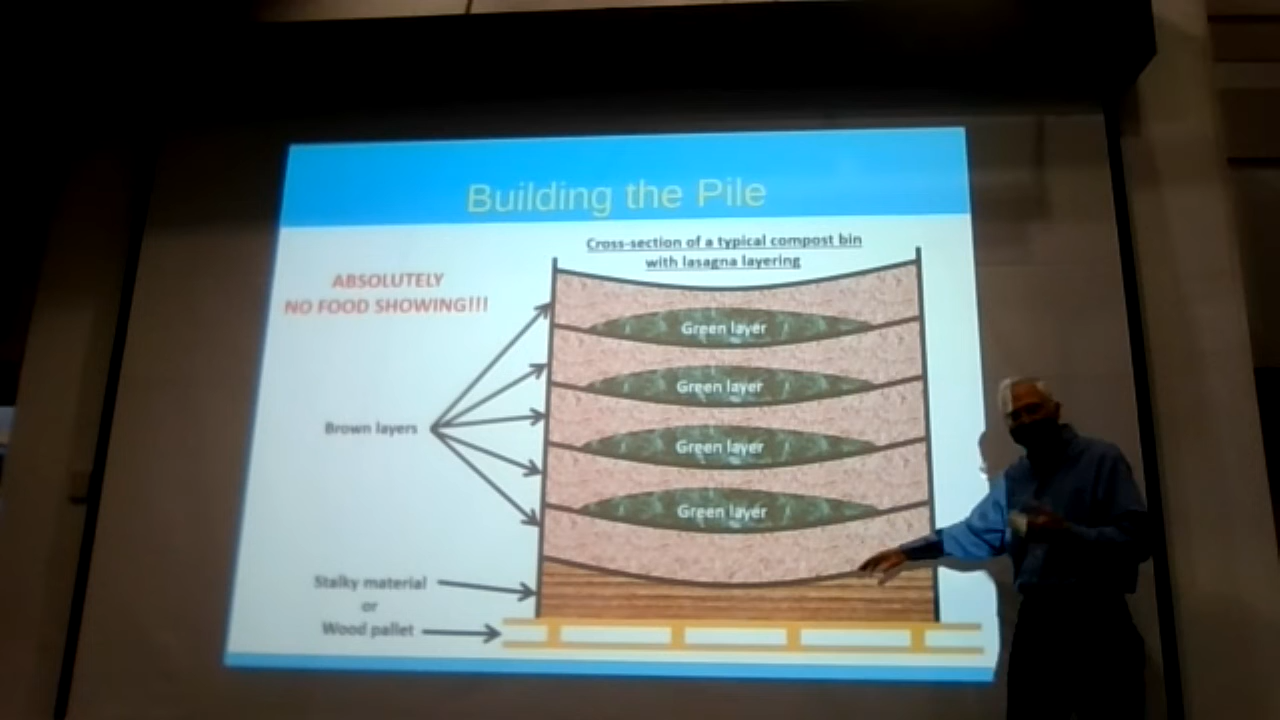 Building the Pile
Cross-section of a typical compost bin
with lasagna layering
ABSOLUTELY
NO FOOD SHOWING!!!
Green layer
Green layer
Brown layers
Green layer
Green layer
Stalky material
or
Wood pallet